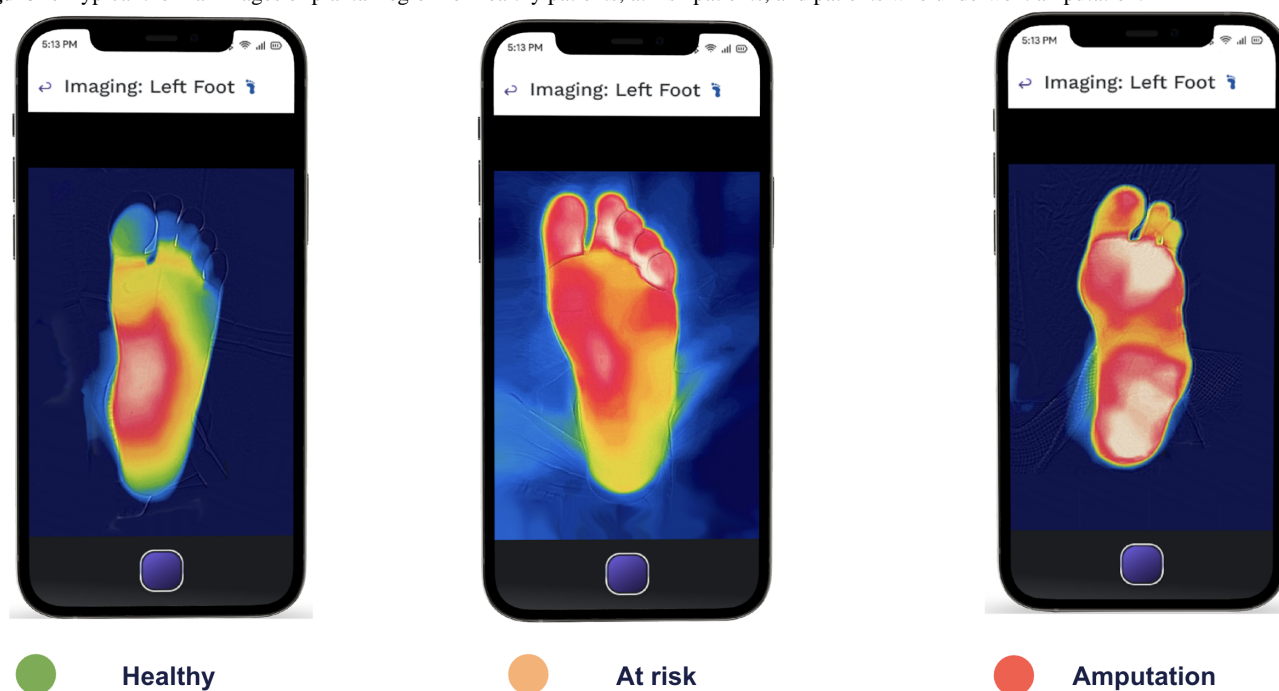 5:13 PM
Imaging: Left Foot
5:13 PM
Imaging: Left Foot
5:13 PM
Imaging: Left Foot
Healthy
At risk
Amputation